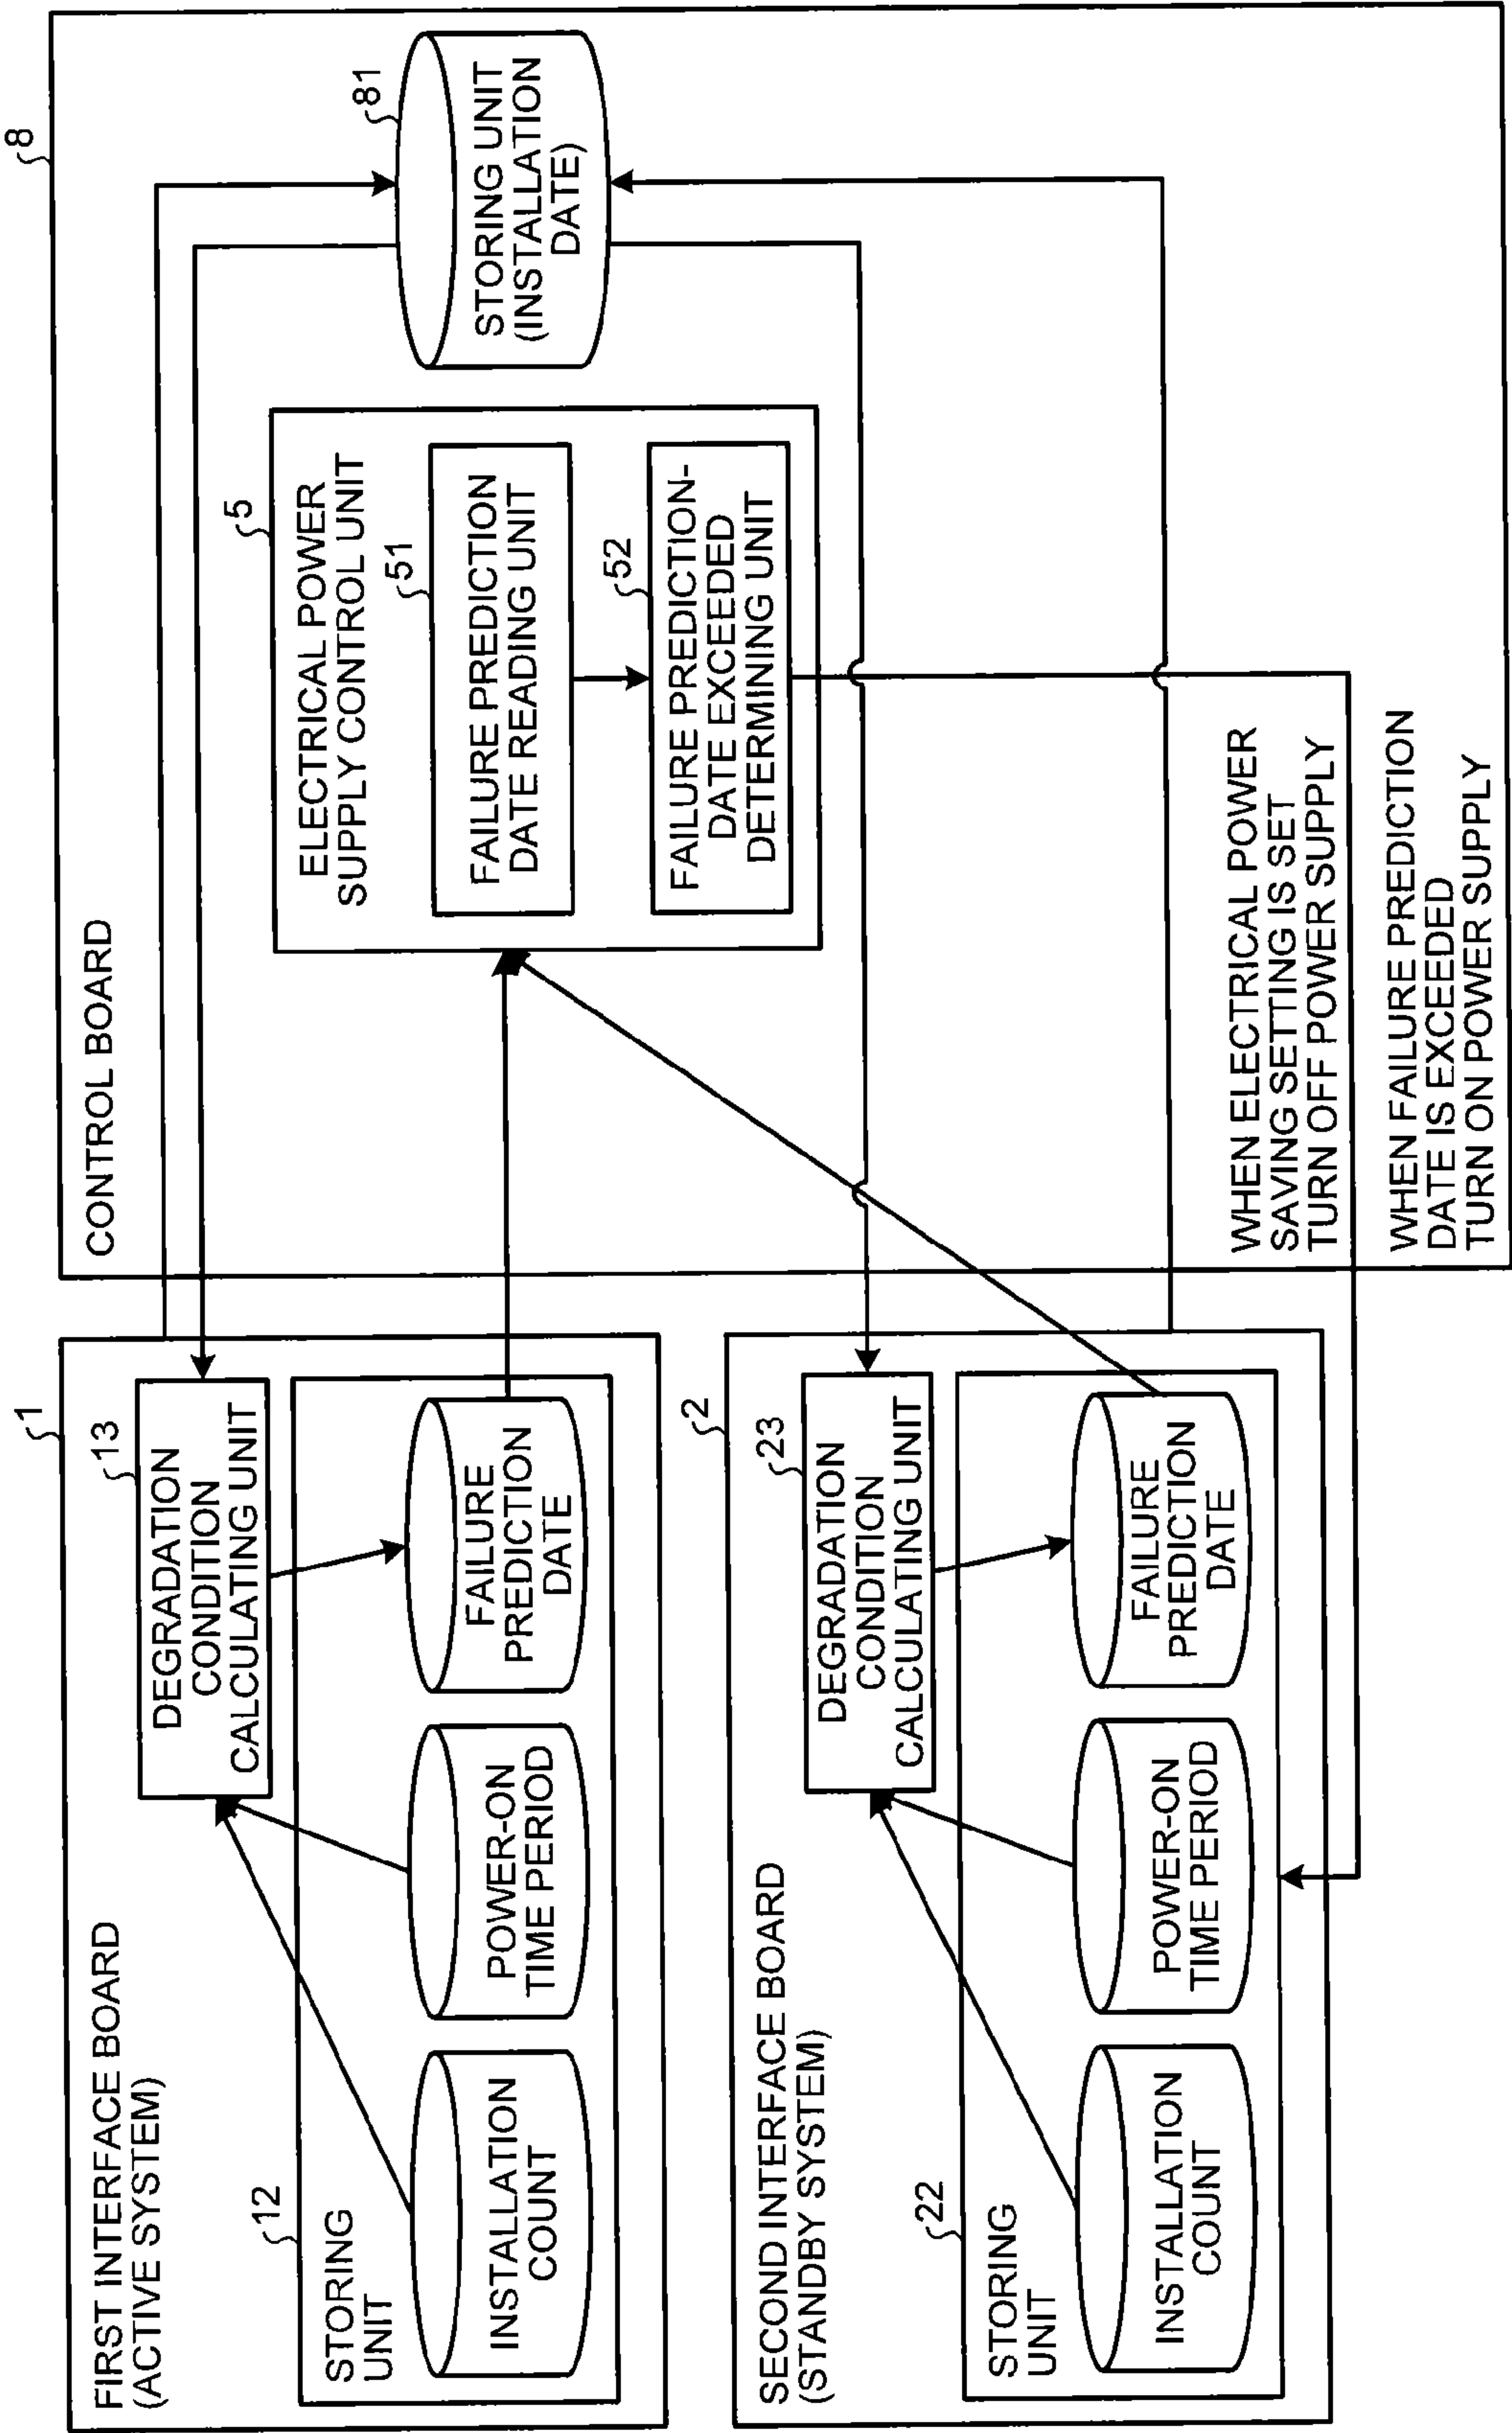 1
FIRST INTERFACE BOARD
(ACTIVE SYSTEM)
13
DEGRADATION
CONDITION
CALCULATING UNIT
12
STORING
UNIT
INSTALLATION
COUNT
POWER-ON
TIME PERIOD
FAILURE
PREDICTION
DATE
2
SECOND INTERFACE BOARD
(STANDBY SYSTEM)
23
DEGRADATION
CONDITION
CALCULATING UNIT
22
STORING
UNIT
INSTALLATION
COUNT
POWER-ON
TIME PERIOD
FAILURE
PREDICTION
DATE
8
CONTROL BOARD
5
ELECTRICAL POWER
SUPPLY CONTROL UNIT
51
FAILURE PREDICTION
DATE READING UNIT
52
FAILURE PREDICTION-
DATE EXCEEDED
DETERMINING UNIT
81
STORING UNIT
(INSTALLATION
DATE)
WHEN ELECTRICAL POWER
SAVING SETTING IS SET
TURN OFF POWER SUPPLY
WHEN FAILURE PREDICTION
DATE IS EXCEEDED
TURN ON POWER SUPPLY